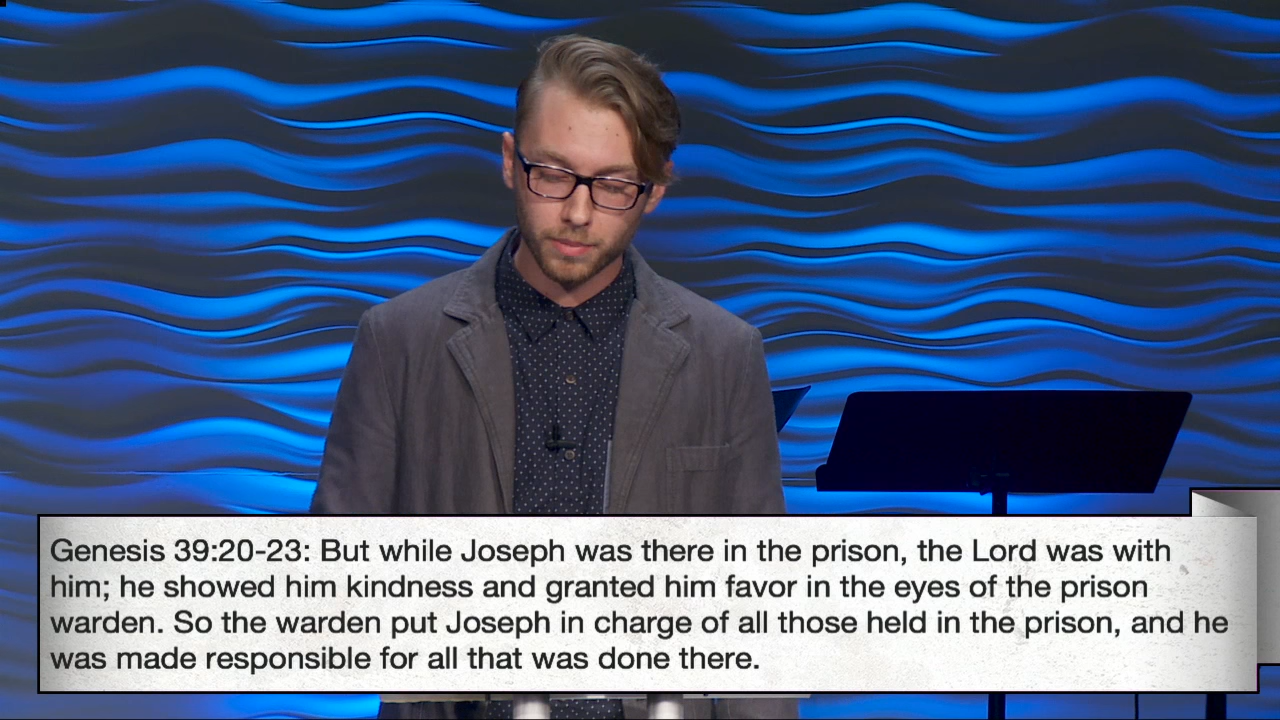 Genesis 39:20-23: But while Joseph was there in the prison, the Lord was with
him; he showed him kindness and granted him favor in the eyes of the prison
warden. So the warden put Joseph in charge of all those held in the prison, and he
was made responsible for all that was done there.